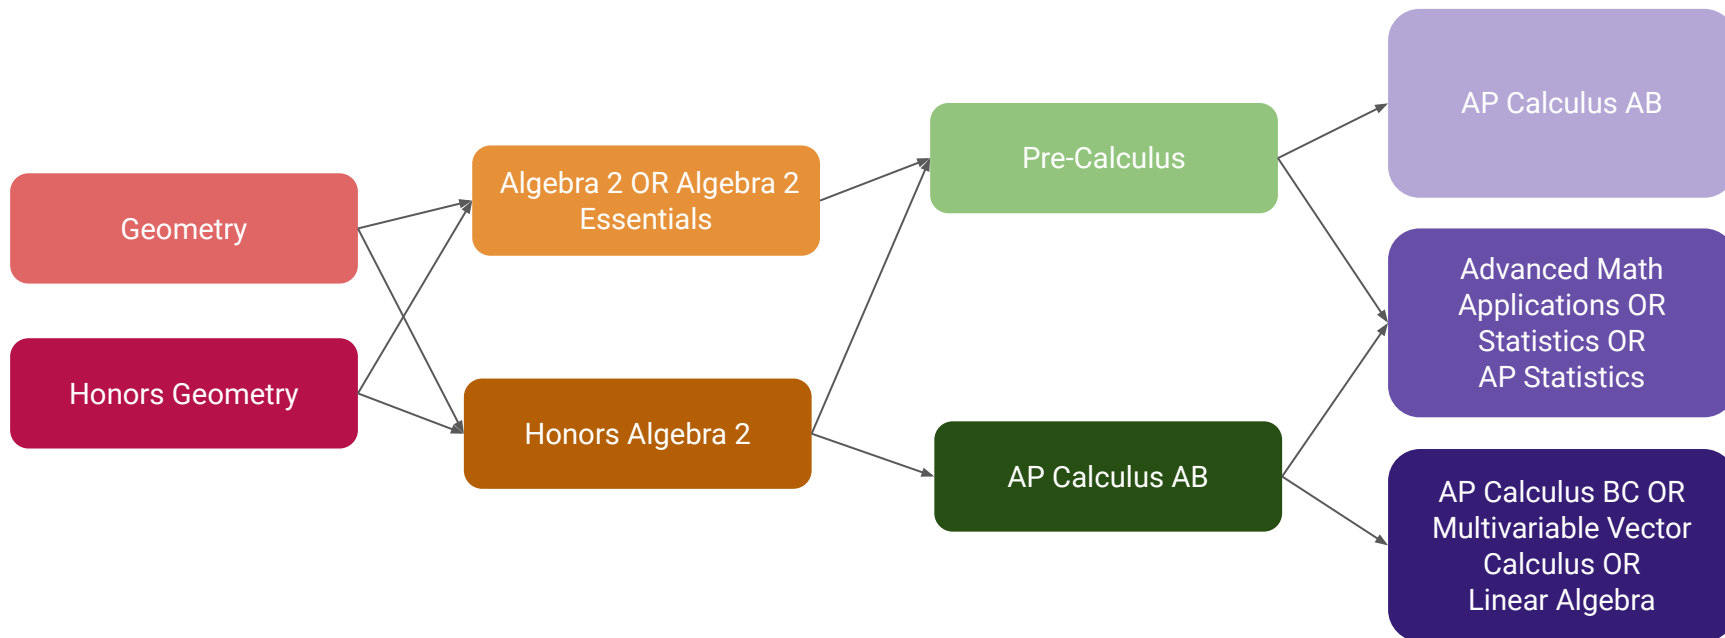 Geometry
Honors Geometry
Algebra 2 OR Algebra 2
Essentials
Honors Algebra 2
Pre-Calculus
AP Calculus AB
AP Calculus AB
Advanced Math
Applications OR
Statistics OR
AP Statistics
AP Calculus BC OR
Multivariable Vector
Calculus OR
Linear Algebra